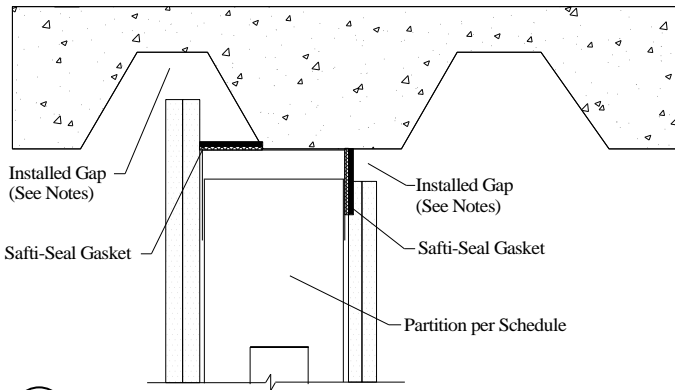 Installed Gap
(See Notes)
Safti-Seal Gasket
Installed Gap
(See Notes)
Safti-Seal Gasket
Partition per Schedule